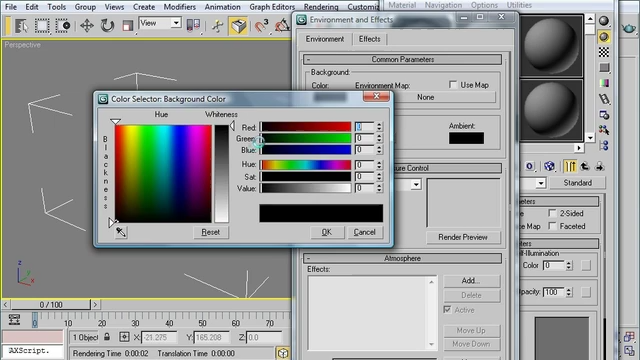 File Edit Tools Group Views Create Modifiers Animation Graph Editors Rendering Customize
Material Navigation Options Utilities
View
Perspective
Environment and Effects
Environment Effects
Common Parameters
Background:
Color: Environment Map: Use Map
None
Ambient:
Render Preview
Atmosphere
Effects:
Add...
Delete
Active
Move Up
Move Down
Color Selector: Background Color
Hue Whiteness
Blackness
Red: 0
Green: 0
Blue: 0
Hue: 0
Sat: 0
Value: 0
Reset OK Cancel
Standard
2-Sided
Faceted
Color 0
Opacity: 100
z
x
0 / 100
0 10 20 30 40 50
1 Object X: -21.275 Y: 165.208 Z: 0.0
AXScript.
Rendering Time 0:00:02 Translation Time 0:00:00